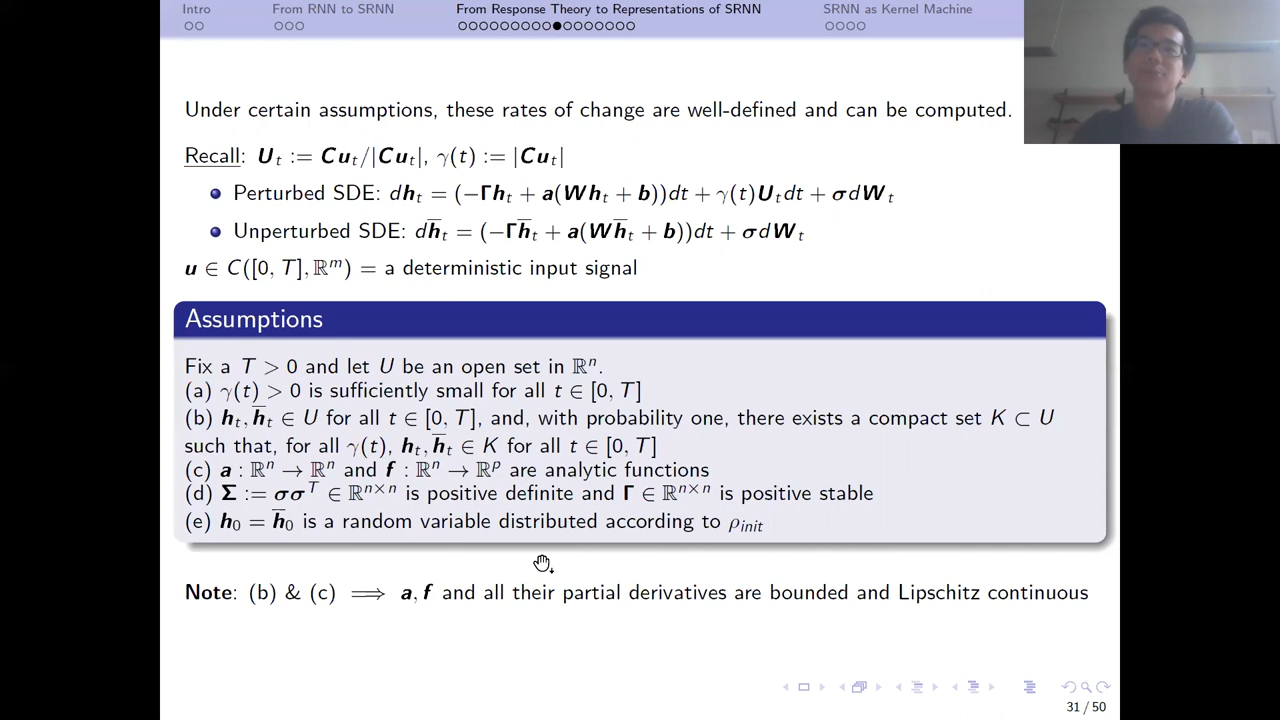 Intro From RNN to SRNN From Response Theory to Representations of SRNN SRNN as Kernel Machine
Under certain assumptions, these rates of change are well-defined and can be computed.
Recall: U_t := Cu_t/|Cu_t|, γ(t) := |Cu_t|
Perturbed SDE: dh_t = (−Γh_t + a(Wh_t + b))dt + γ(t)U_t dt + σdW_t
Unperturbed SDE: dh̅_t = (−Γh̅_t + a(Wh̅_t + b))dt + σdW_t
u ∈ C([0, T], ℝ^m) = a deterministic input signal
Assumptions
Fix a T > 0 and let U be an open set in ℝ^n.
(a) γ(t) > 0 is sufficiently small for all t ∈ [0, T]
(b) h_t, h̅_t ∈ U for all t ∈ [0, T], and, with probability one, there exists a compact set K ⊂ U
such that, for all γ(t), h_t, h̅_t ∈ K for all t ∈ [0, T]
(c) a : ℝ^n → ℝ^n and f : ℝ^n → ℝ^p are analytic functions
(d) Σ := σσ^T ∈ ℝ^{n×n} is positive definite and Γ ∈ ℝ^{n×n} is positive stable
(e) h_0 = h̅_0 is a random variable distributed according to ρ_init
Note: (b) & (c) ⟹ a, f and all their partial derivatives are bounded and Lipschitz continuous
31 / 50